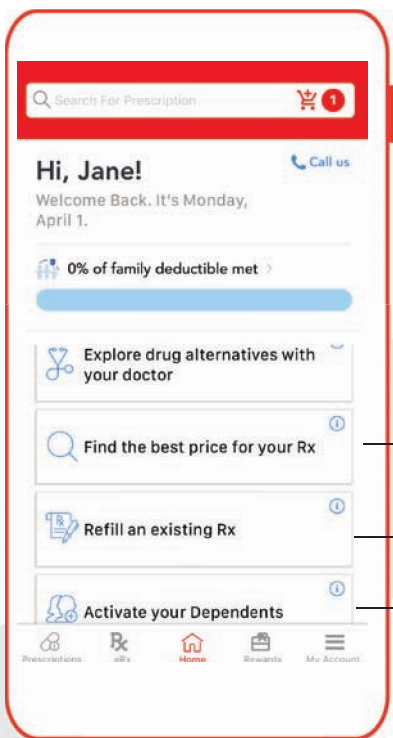 Search For Prescription
1
Hi, Jane!
Call us
Welcome Back. It's Monday,
April 1.
0% of family deductible met >
Explore drug alternatives with
your doctor
Find the best price for your Rx
Refill an existing Rx
Activate your Dependents
Prescriptions eRx Home Rewards My Account